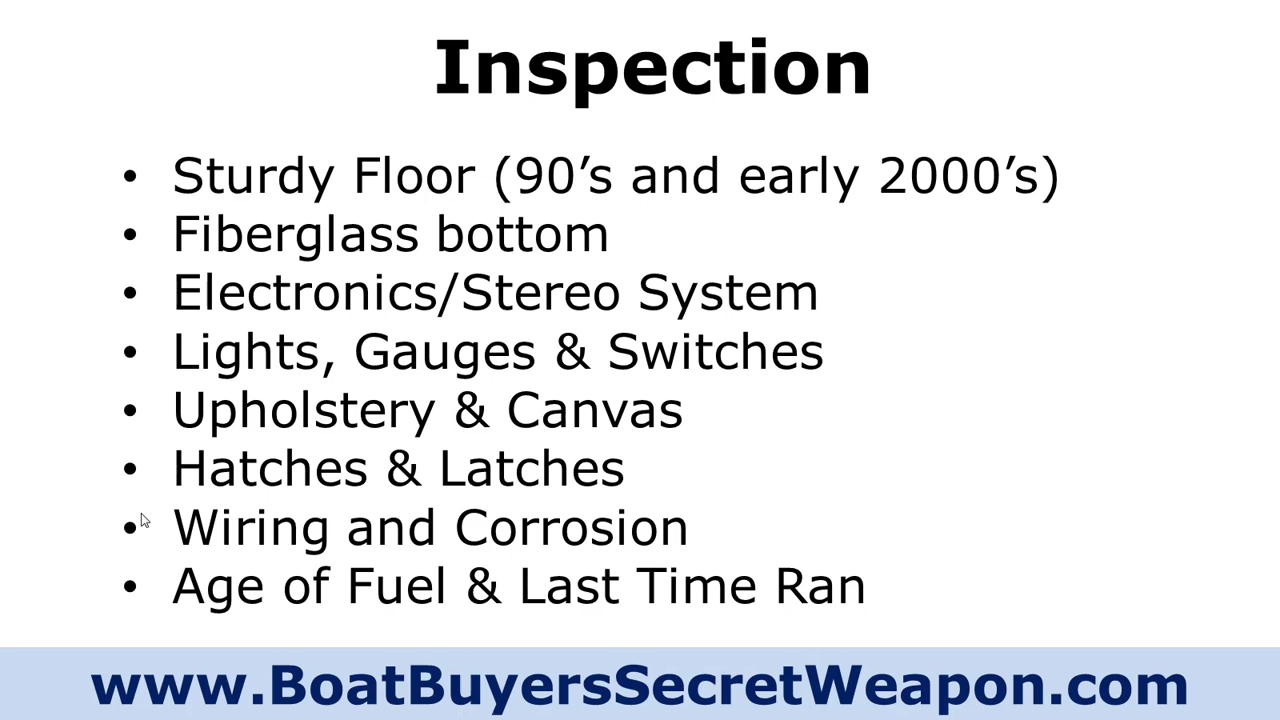 Inspection
• Sturdy Floor (90’s and early 2000’s)
• Fiberglass bottom
• Electronics/Stereo System
• Lights, Gauges & Switches
• Upholstery & Canvas
• Hatches & Latches
• Wiring and Corrosion
• Age of Fuel & Last Time Ran
www.BoatBuyersSecretWeapon.com